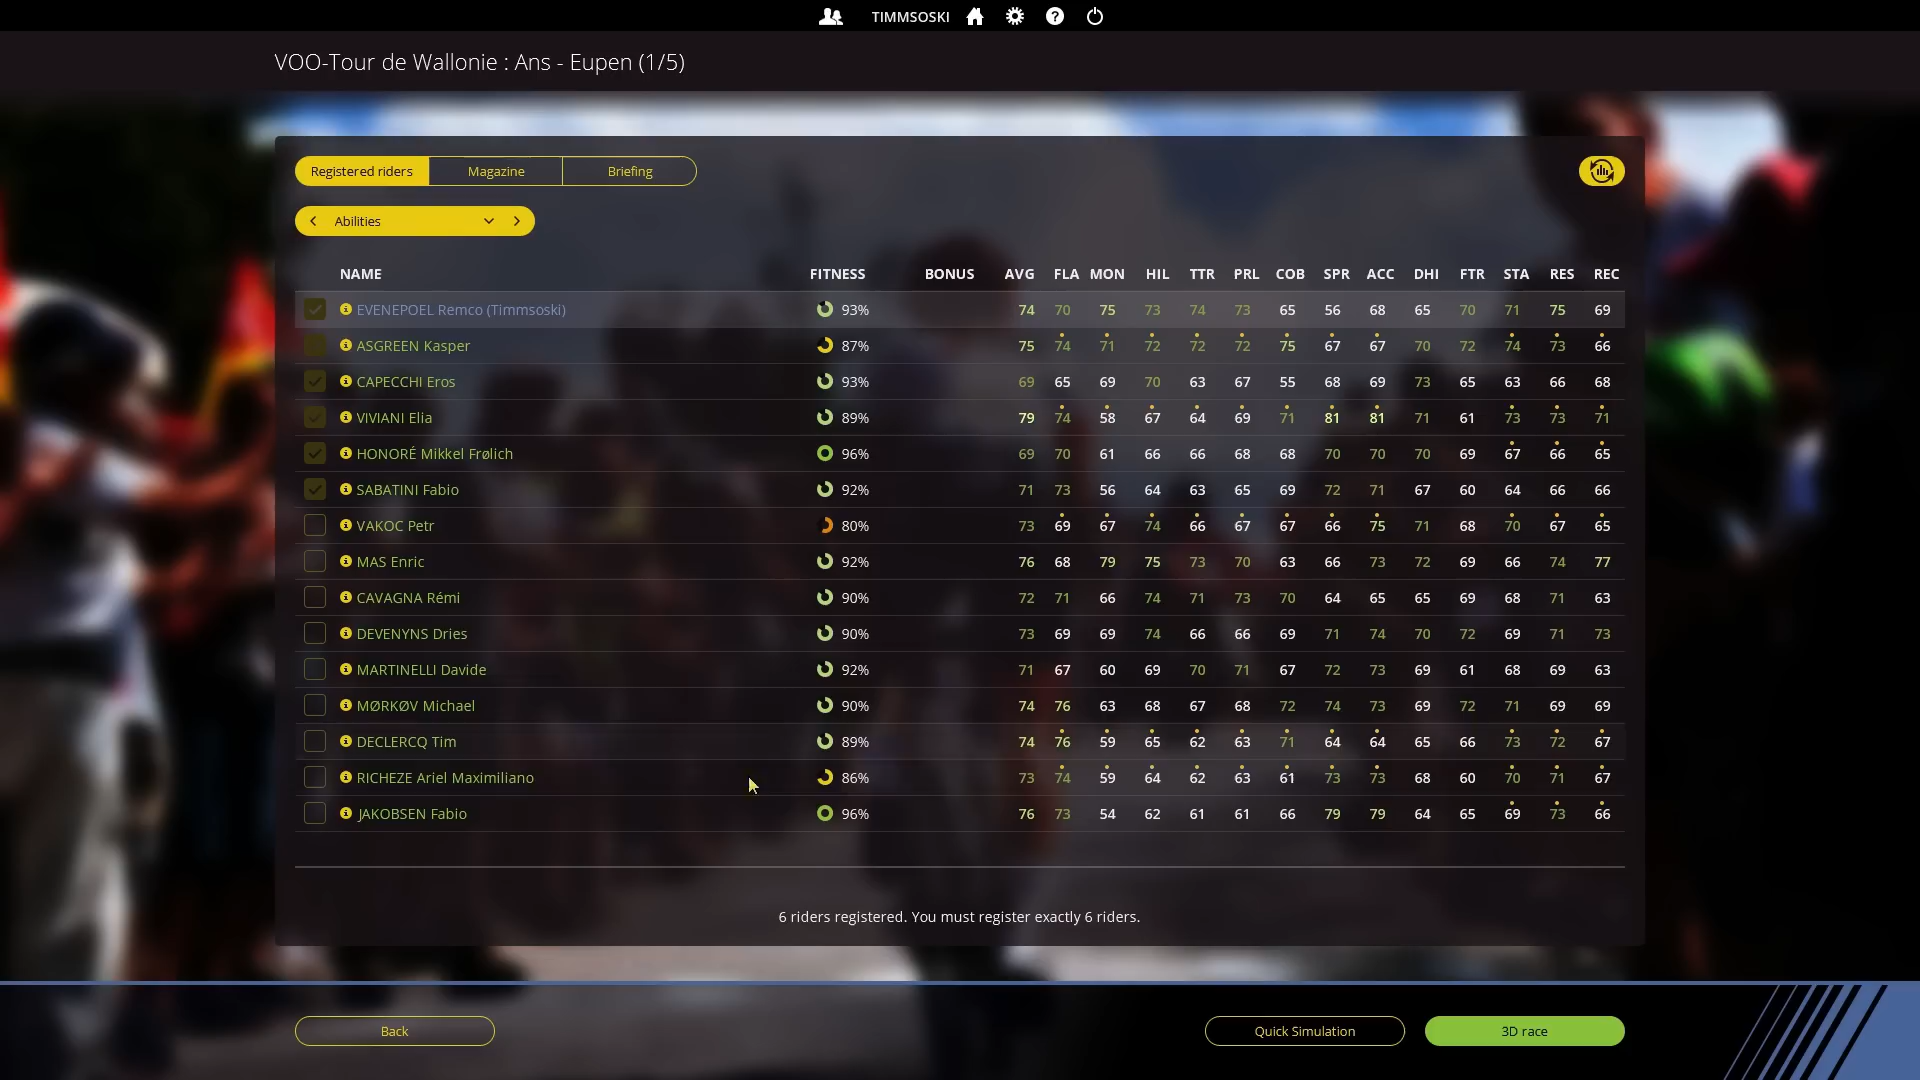 TIMMSOSKI
VOO-Tour de Wallonie : Ans - Eupen (1/5)
Registered riders Magazine Briefing
Abilities
NAME FITNESS BONUS AVG FLA MON HIL TTR PRL COB SPR ACC DHI FTR STA RES REC
EVENEPOEL Remco (Timmsoski) 93% 74 70 75 73 74 73 65 56 68 65 70 71 75 69
ASGREEN Kasper 87% 75 74 71 72 72 72 75 67 67 70 72 74 73 66
CAPECCHI Eros 93% 69 65 69 70 63 67 55 68 69 73 65 63 66 68
VIVIANI Elia 89% 79 74 58 67 64 69 71 81 81 71 61 73 73 71
HONORÉ Mikkel Frølich 96% 69 70 61 66 66 68 68 70 70 70 69 67 66 65
SABATINI Fabio 92% 71 73 56 64 63 65 69 72 71 67 60 64 66 66
VAKOC Petr 80% 73 69 67 74 66 67 67 66 75 71 68 70 67 65
MAS Enric 92% 76 68 79 75 73 70 63 66 73 72 69 66 74 77
CAVAGNA Rémi 90% 72 71 66 74 71 73 70 64 65 65 69 68 71 63
DEVENYNS Dries 90% 73 69 69 74 66 66 69 71 74 70 72 69 71 73
MARTINELLI Davide 92% 71 67 60 69 70 71 67 72 73 69 61 68 69 63
MØRKØV Michael 90% 74 76 63 68 67 68 72 74 73 69 72 71 69 69
DECLERCQ Tim 89% 74 76 59 65 62 63 71 64 64 65 66 73 72 67
RICHEZE Ariel Maximiliano 86% 73 74 59 64 62 63 61 73 73 68 60 70 71 67
JAKOBSEN Fabio 96% 76 73 54 62 61 61 66 79 79 64 65 69 73 66
6 riders registered. You must register exactly 6 riders.
Back Quick Simulation 3D race